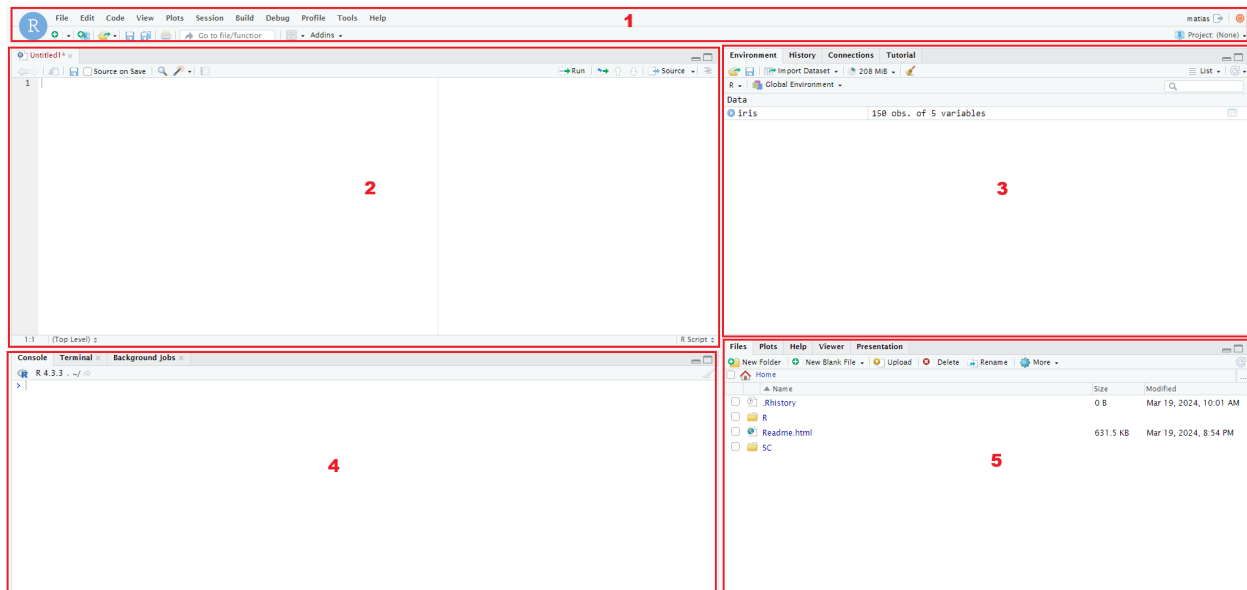 R File Edit Code View Plots Session Build Debug Profile Tools Help 1 matias
Go to file/function Addins Project: (None)
Untitled1*
Source on Save Run Source
1
2
1:1 (Top Level) R Script
Environment History Connections Tutorial
Import Dataset 208 MiB List
R Global Environment
Data
iris 150 obs. of 5 variables
3
Console Terminal Background Jobs
R R 4.3.3 . ~/
>
4
Files Plots Help Viewer Presentation
New Folder New Blank File Upload Delete Rename More
Home ...
Name Size Modified
.Rhistory 0 B Mar 19, 2024, 10:01 AM
R
Readme.html 631.5 KB Mar 19, 2024, 8:54 PM
SC
5